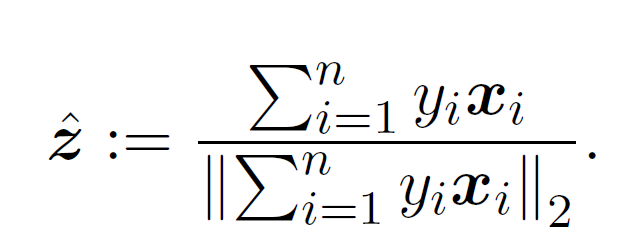 $\hat{\boldsymbol{z}} := \frac{\sum_{i=1}^{n} y_i \boldsymbol{x}_i}{\left\| \sum_{i=1}^{n} y_i \boldsymbol{x}_i \right\|_2}.$